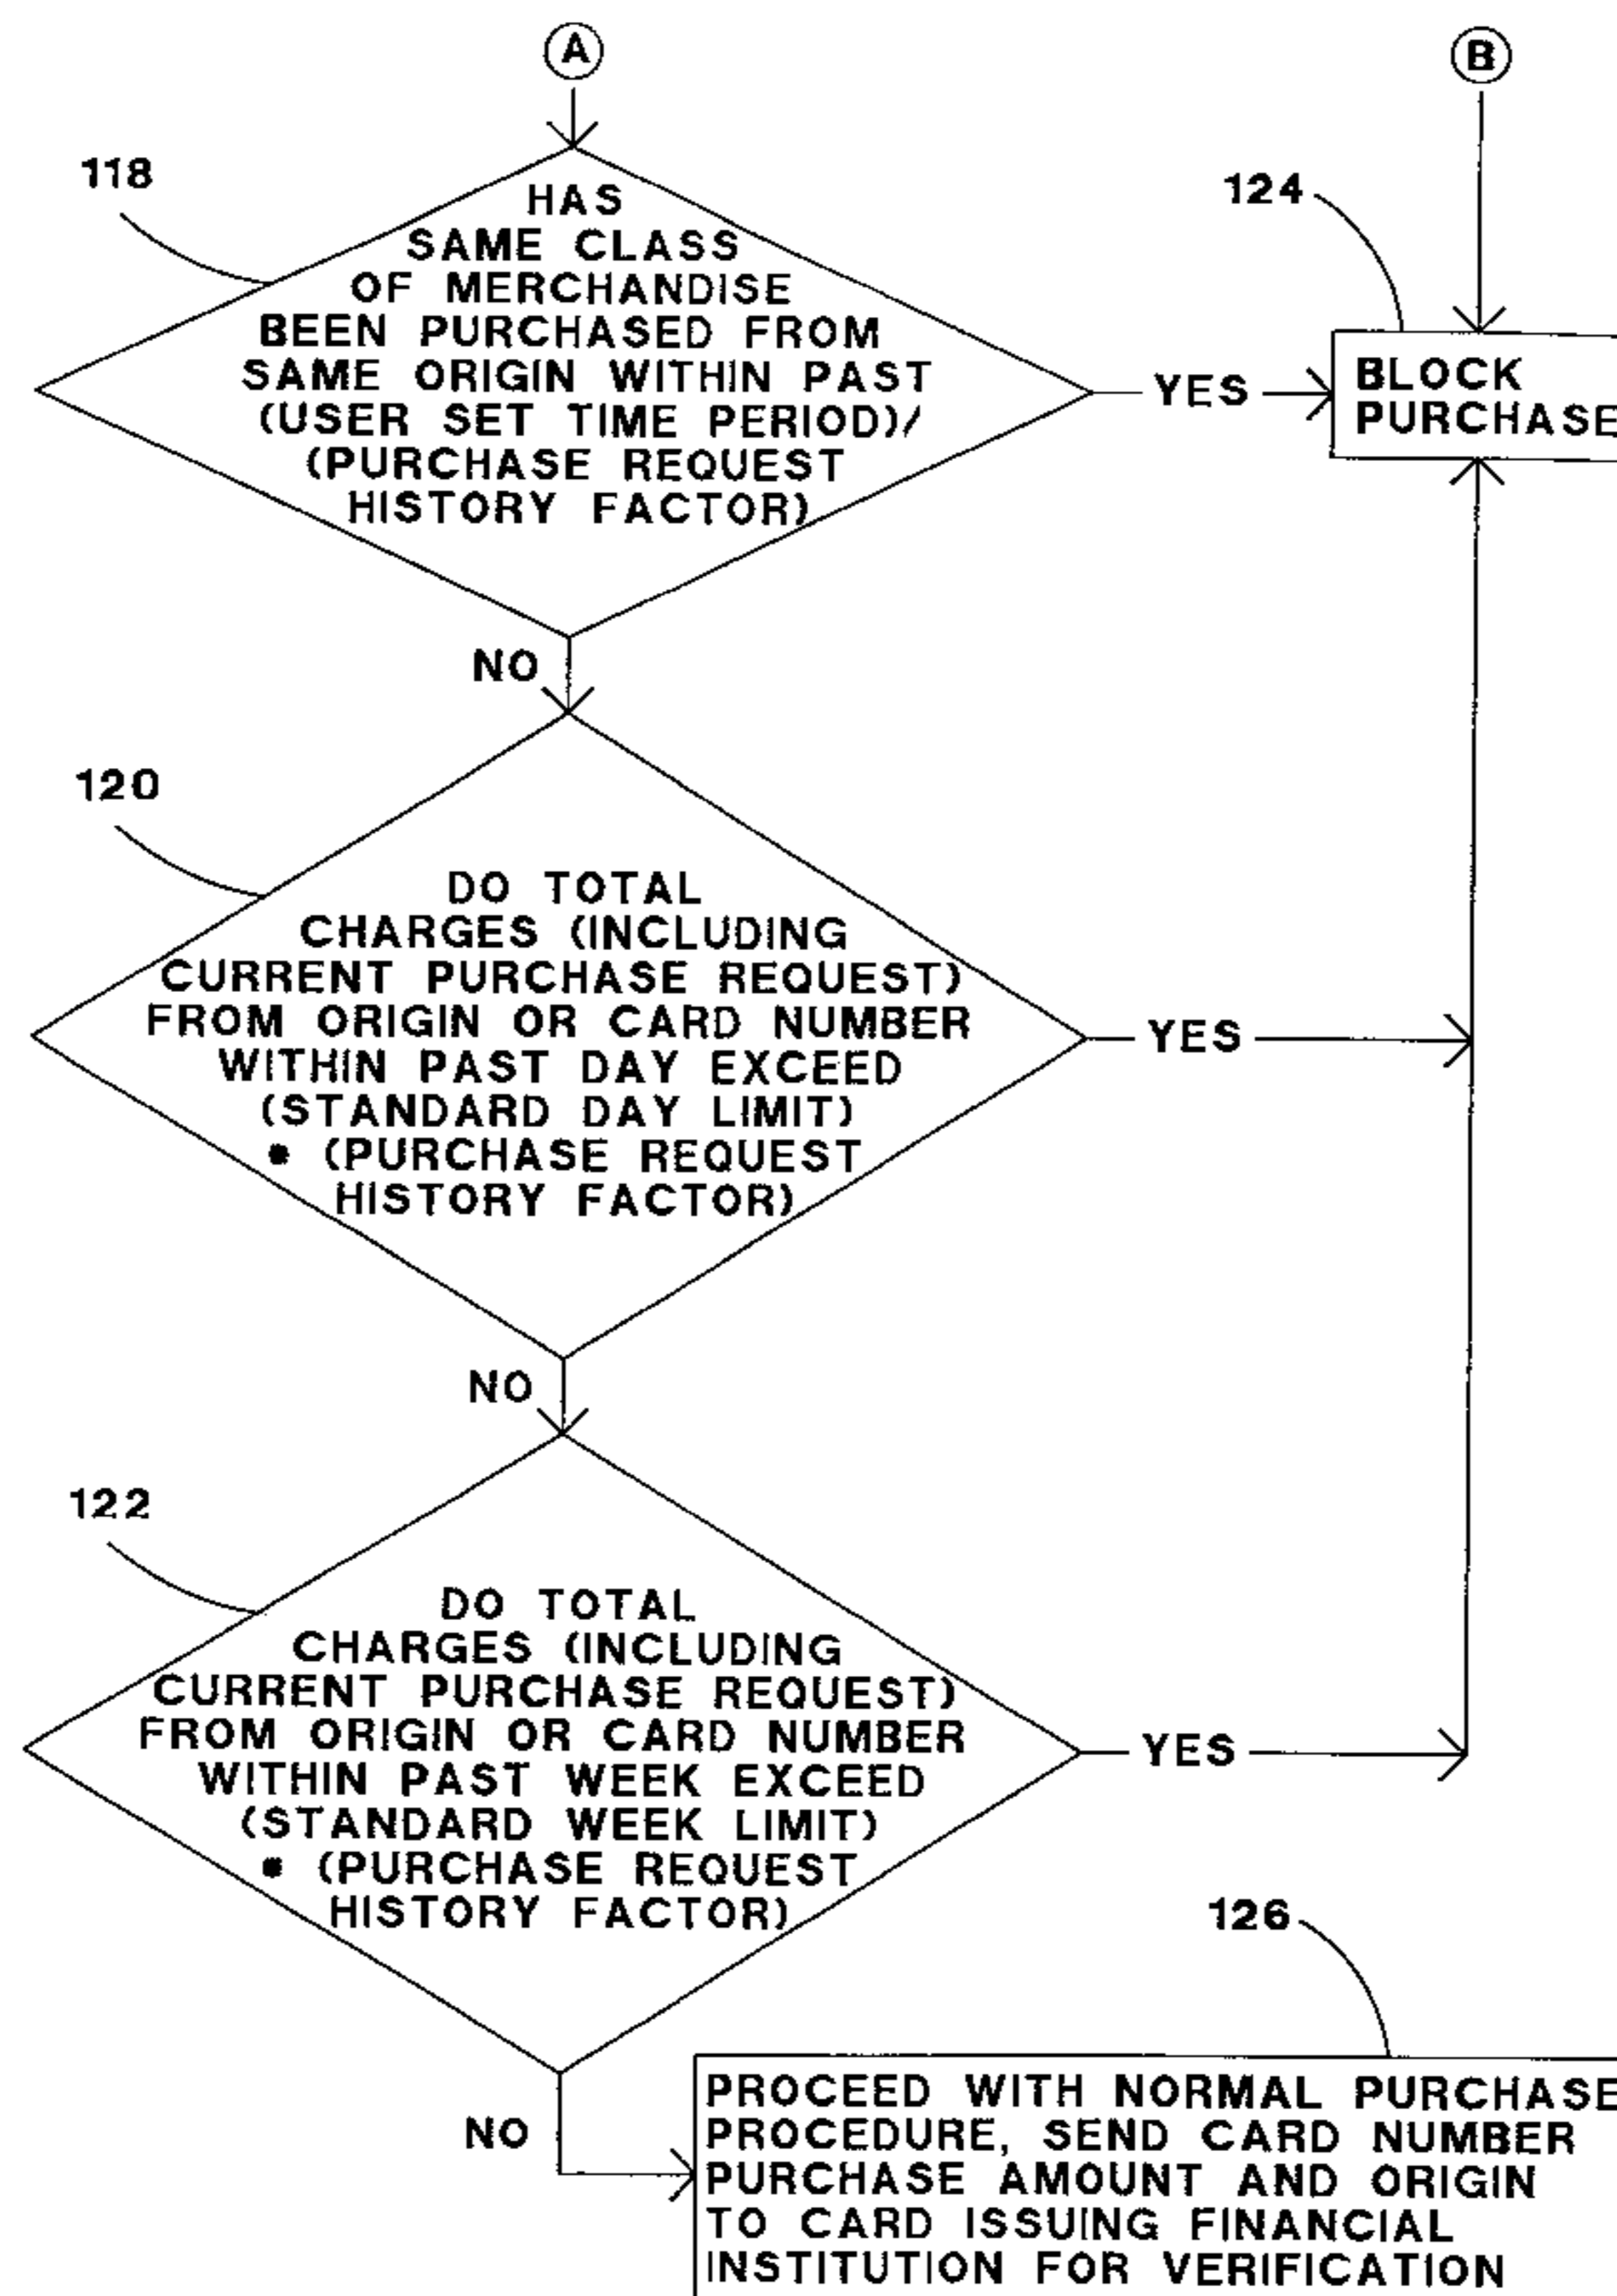 A
B
118
HAS
SAME CLASS
OF MERCHANDISE
BEEN PURCHASED FROM
SAME ORIGIN WITHIN PAST
(USER SET TIME PERIOD)/
(PURCHASE REQUEST
HISTORY FACTOR)
YES
124
BLOCK
PURCHASE
NO
120
DO TOTAL
CHARGES (INCLUDING
CURRENT PURCHASE REQUEST)
FROM ORIGIN OR CARD NUMBER
WITHIN PAST DAY EXCEED
(STANDARD DAY LIMIT)
* (PURCHASE REQUEST
HISTORY FACTOR)
YES
NO
122
DO TOTAL
CHARGES (INCLUDING
CURRENT PURCHASE REQUEST)
FROM ORIGIN OR CARD NUMBER
WITHIN PAST WEEK EXCEED
(STANDARD WEEK LIMIT)
* (PURCHASE REQUEST
HISTORY FACTOR)
YES
NO
126
PROCEED WITH NORMAL PURCHASE
PROCEDURE, SEND CARD NUMBER
PURCHASE AMOUNT AND ORIGIN
TO CARD ISSUING FINANCIAL
INSTITUTION FOR VERIFICATION